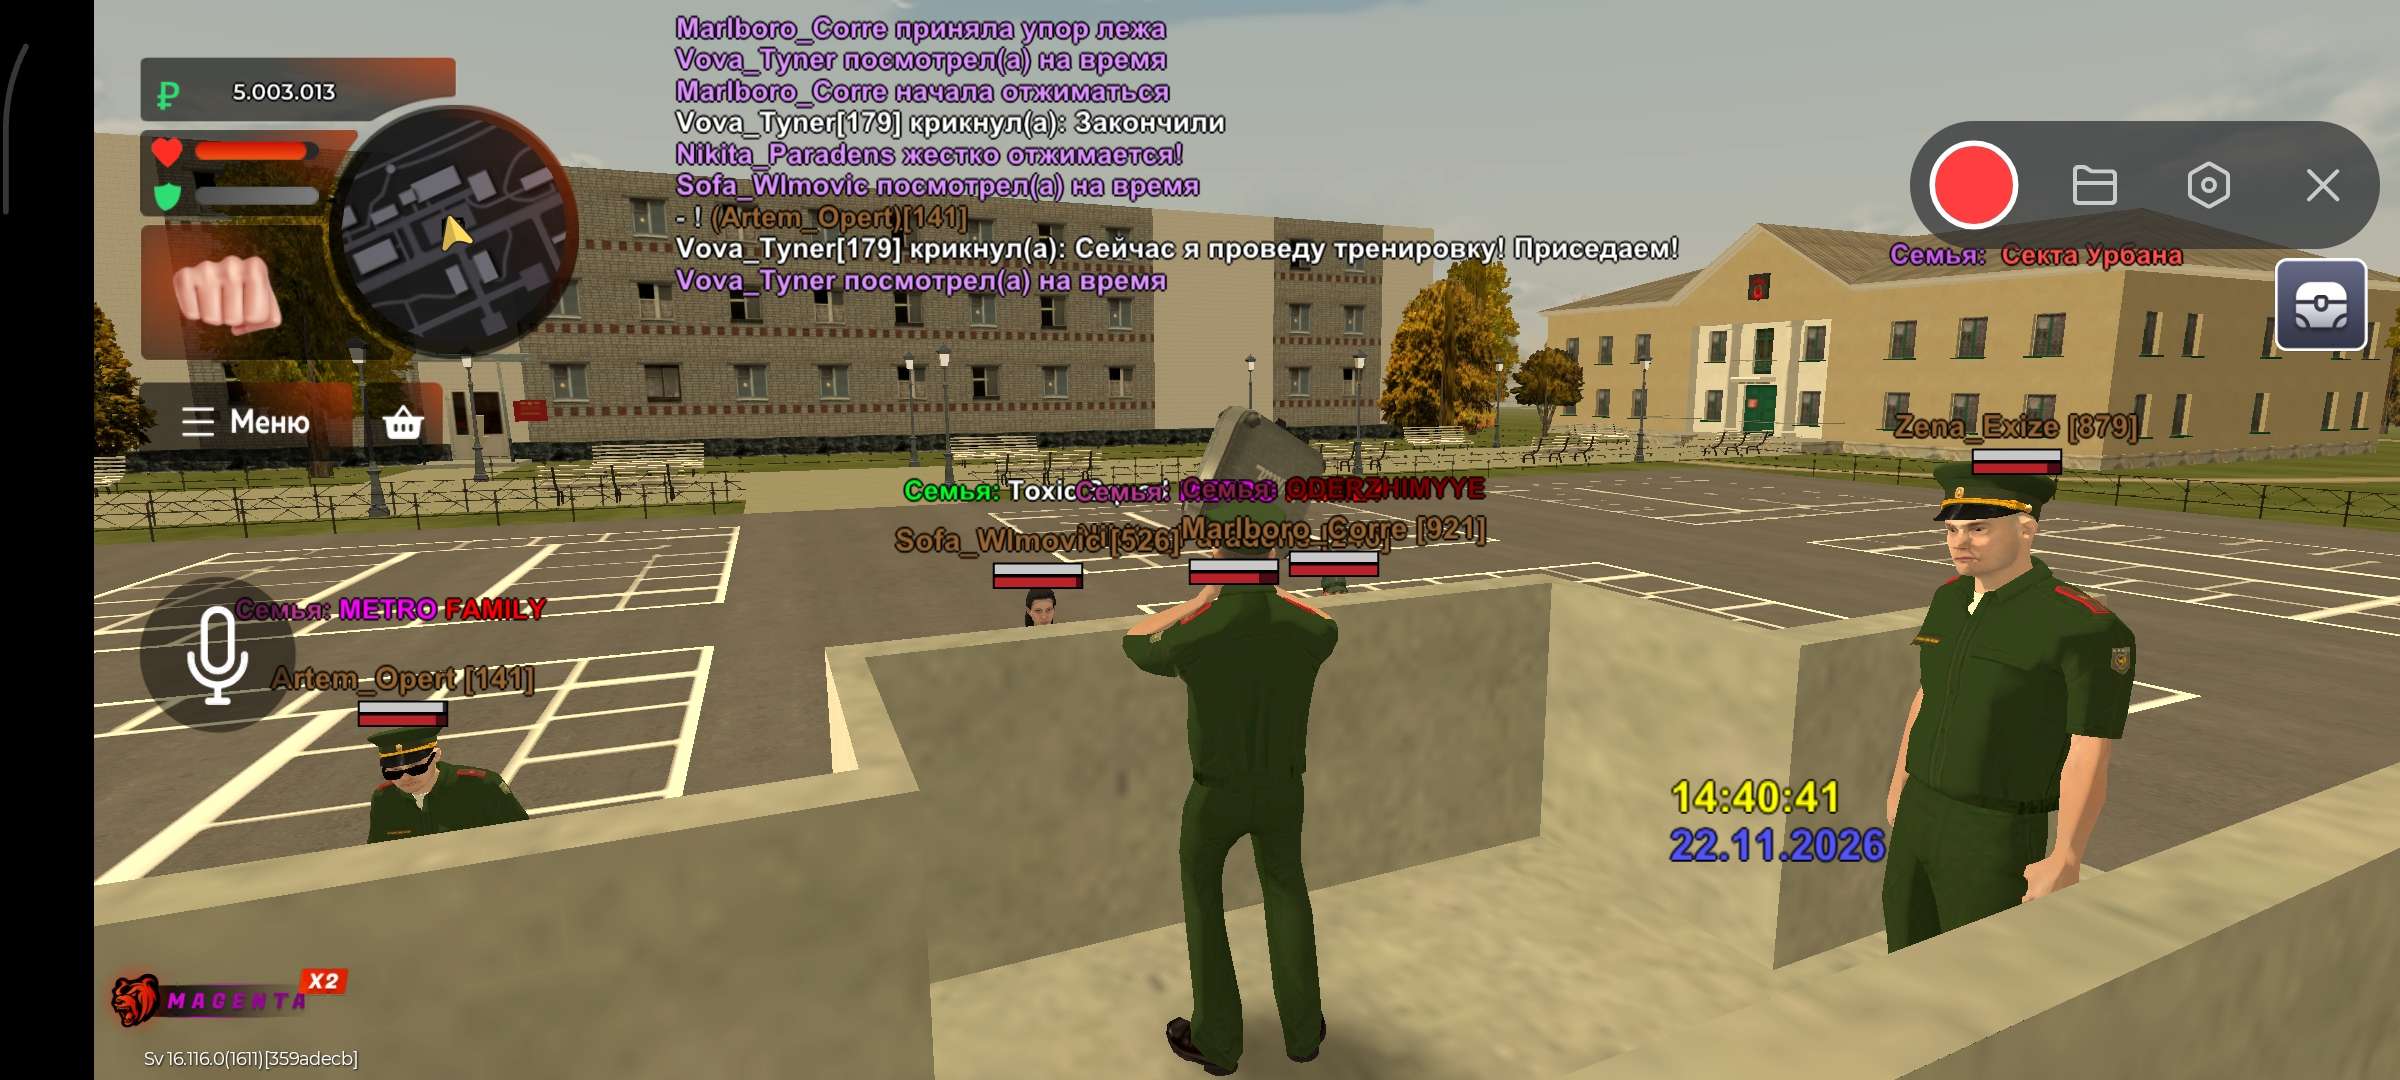 Marlboro_Corre приняла упор лежа
Vova_Tyner посмотрел(а) на время
Marlboro_Corre начала отжиматься
Vova_Tyner[179] крикнул(а): Закончили
Nikita_Paradens жестко отжимается!
Sofa_Wlmovic посмотрел(а) на время
- ! (Artem_Opert)[141]
Vova_Tyner[179] крикнул(а): Сейчас я проведу тренировку! Приседаем!
Vova_Tyner посмотрел(а) на время
₽ 5.003.013
Меню
Семья: Секта Урбана
Zena_Exize [879]
Семья: Toxic
Семья:
Семья: ODERZHIMYYE
Sofa_Wlmovic [526]
Marlboro_Corre [921]
Семья: METRO FAMILY
Artem_Opert [141]
14:40:41
22.11.2026
MAGENTA X2
Sv 16.116.0(1611)[359adecb]